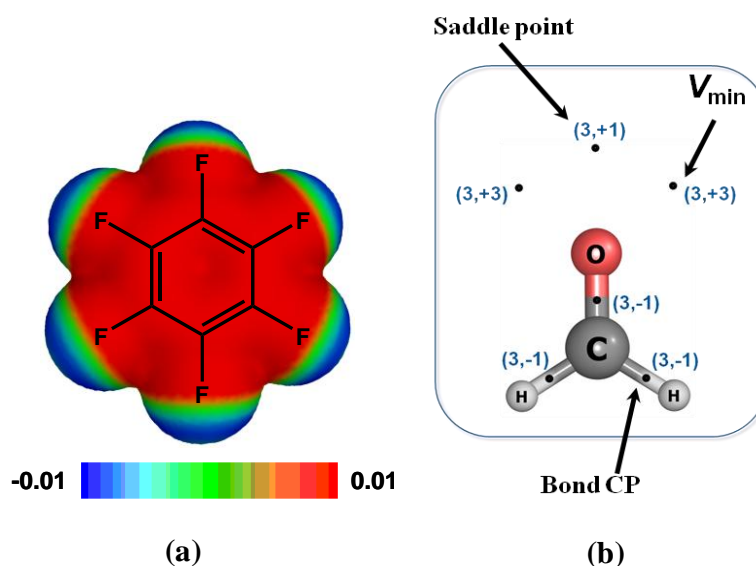 F
F
F
F
F
F
-0.01
0.01
(a)
Saddle point
V min
(3,+1)
(3,+3)
(3,+3)
O
(3,-1)
C
(3,-1)
(3,-1)
H
H
Bond CP
(b)